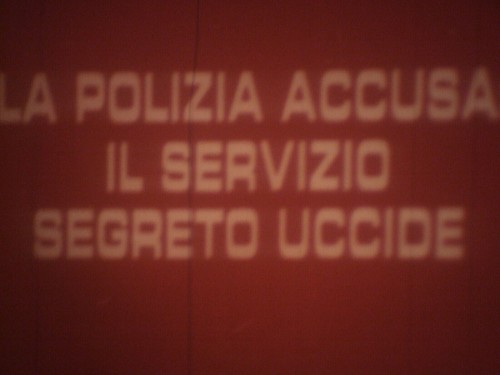 LA POLIZIA ACCUSA
IL SERVIZIO
SEGRETO UCCIDE